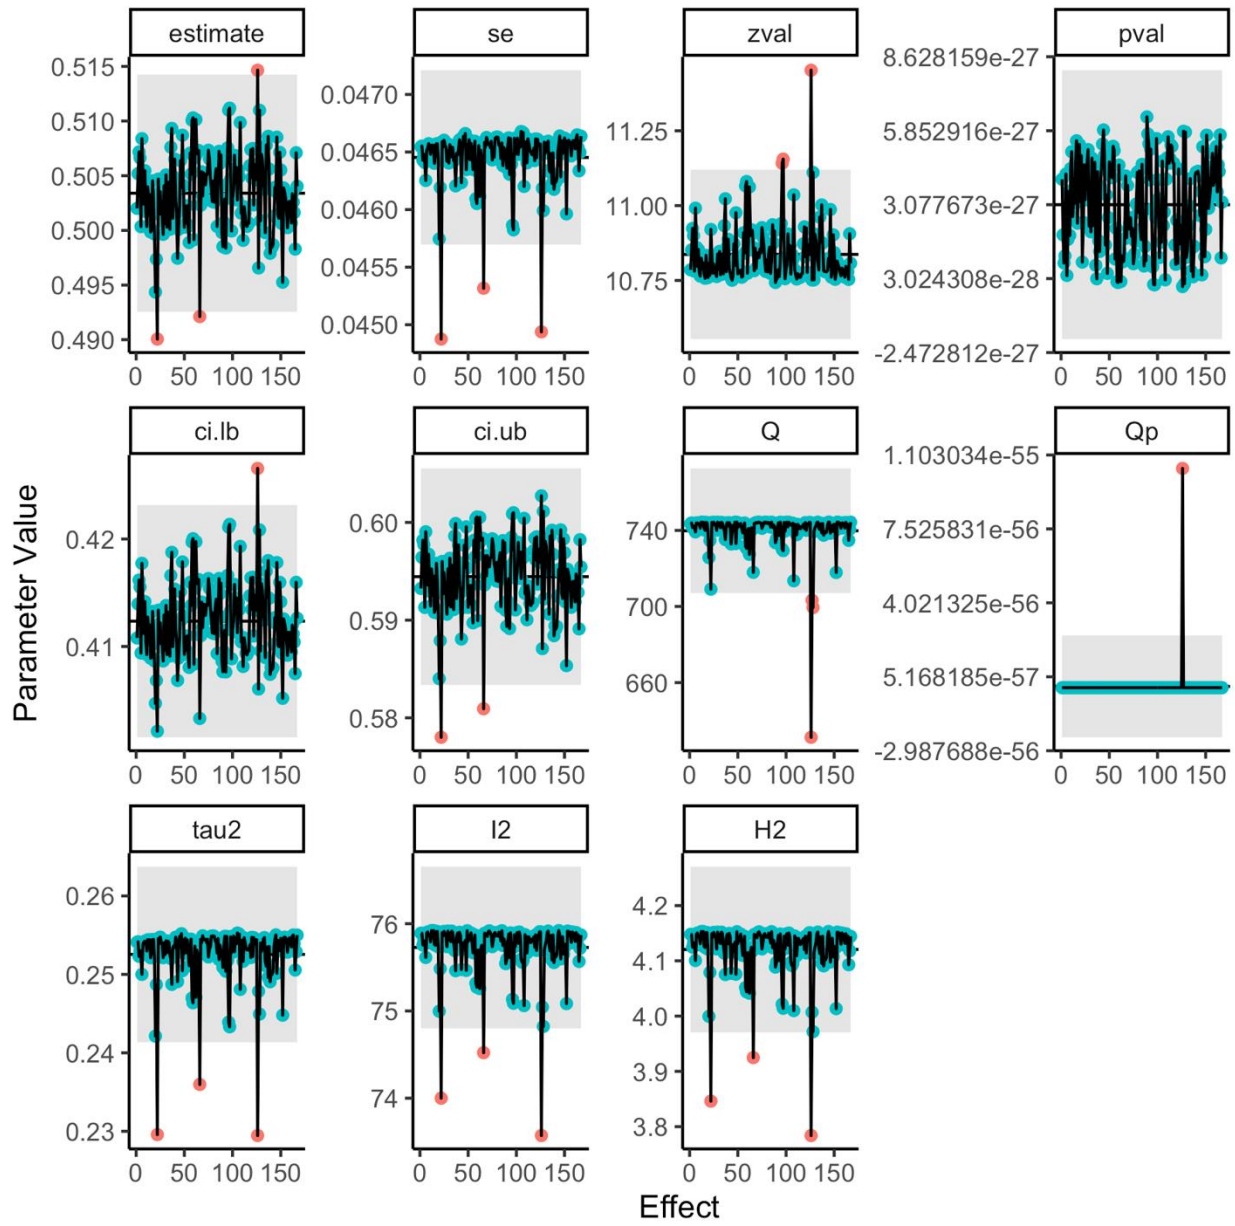 estimate
se
zval
pval
0.515
0.510
0.505
0.500
0.495
0.490
0.0470
0.0465
0.0460
0.0455
0.0450
11.25
11.00
10.75
8.628159e-27
5.852916e-27
3.077673e-27
3.024308e-28
-2.472812e-27
0 50 100 150
0 50 100 150
0 50 100 150
0 50 100 150
ci.lb
ci.ub
Q
Qp
0.42
0.41
0.60
0.59
0.58
740
700
660
1.103034e-55
7.525831e-56
4.021325e-56
5.168185e-57
-2.987688e-56
0 50 100 150
0 50 100 150
0 50 100 150
0 50 100 150
Parameter Value
tau2
I2
H2
0.26
0.25
0.24
0.23
76
75
74
4.2
4.1
4.0
3.9
3.8
0 50 100 150
0 50 100 150
0 50 100 150
Effect